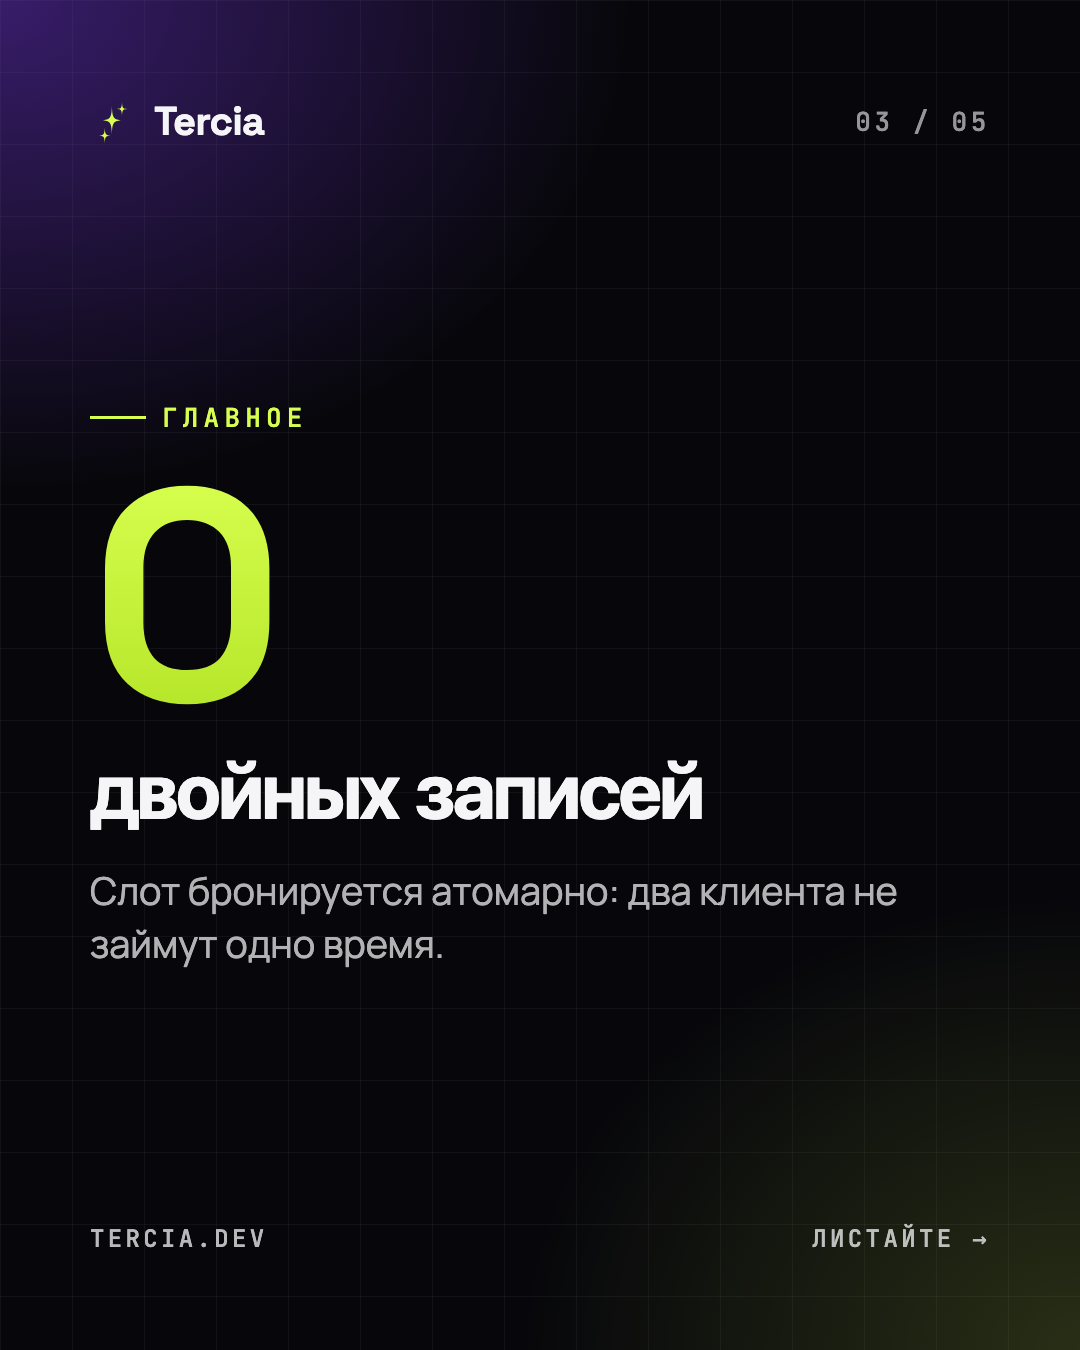 Tercia
03 / 05
ГЛАВНОЕ
0
двойных записей
Слот бронируется атомарно: два клиента не
займут одно время.
TERCIA.DEV
ЛИСТАЙТЕ →